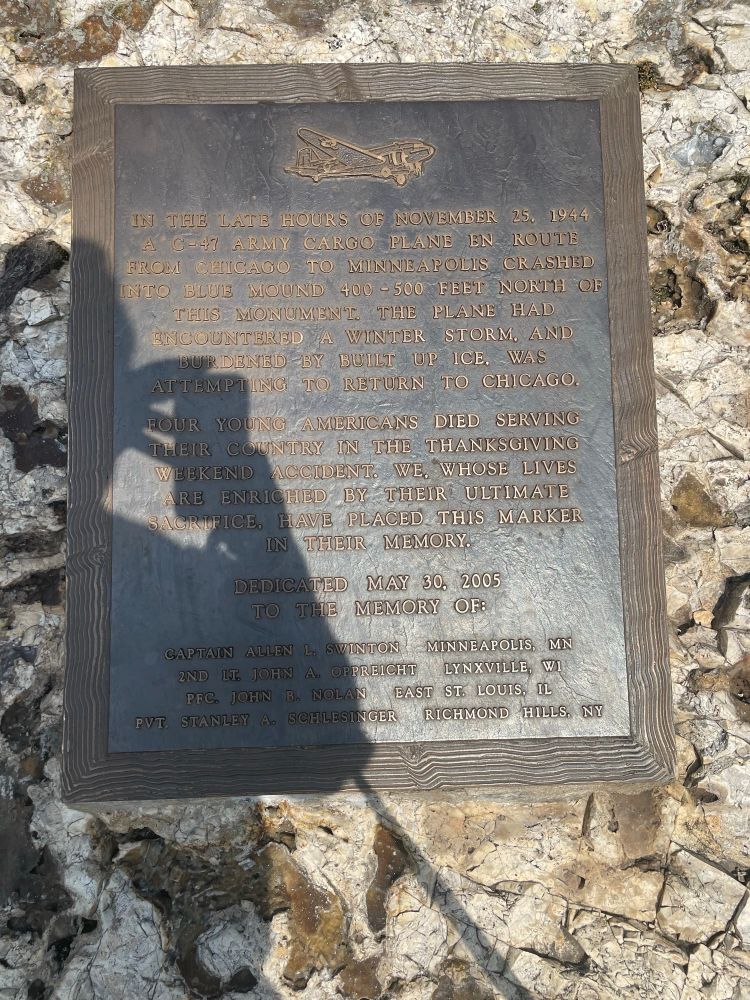 IN THE LATE HOURS OF NOVEMBER 25, 1944
A C-47 ARMY CARGO PLANE EN ROUTE
FROM CHICAGO TO MINNEAPOLIS CRASHED
INTO BLUE MOUND 400-500 FEET NORTH OF
THIS MONUMENT. THE PLANE HAD
ENCOUNTERED A WINTER STORM, AND
BURDENED BY BUILT UP ICE, WAS
ATTEMPTING TO RETURN TO CHICAGO.
FOUR YOUNG AMERICANS DIED SERVING
THEIR COUNTRY IN THE THANKSGIVING
WEEKEND ACCIDENT. WE, WHOSE LIVES
ARE ENRICHED BY THEIR ULTIMATE
SACRIFICE, HAVE PLACED THIS MARKER
IN THEIR MEMORY.
DEDICATED MAY 30, 2005
TO THE MEMORY OF:
CAPTAIN ALLEN L. SWINTON MINNEAPOLIS, MN
2ND LT. JOHN A. OPPREICHT LYNXVILLE, WI
PFC. JOHN B. NOLAN EAST ST. LOUIS, IL
PVT. STANLEY A. SCHLESINGER RICHMOND HILLS, NY